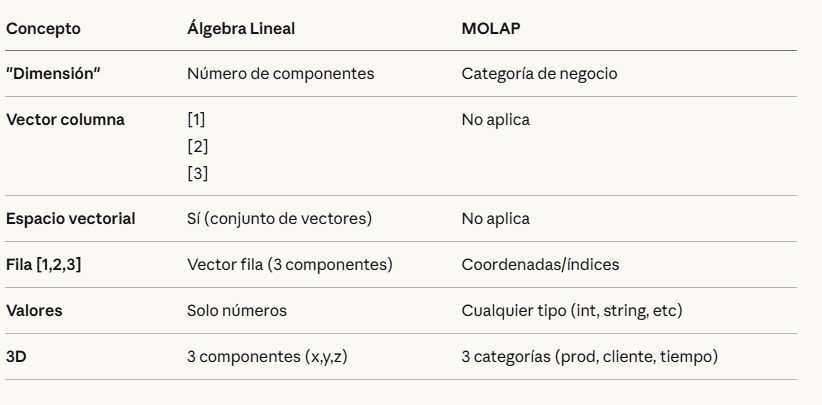 Concepto Álgebra Lineal MOLAP
"Dimensión" Número de componentes Categoría de negocio
Vector columna [1] No aplica
[2]
[3]
Espacio vectorial Sí (conjunto de vectores) No aplica
Fila [1,2,3] Vector fila (3 componentes) Coordenadas/índices
Valores Solo números Cualquier tipo (int, string, etc)
3D 3 componentes (x,y,z) 3 categorías (prod, cliente, tiempo)